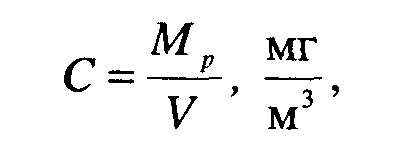 C = M_p / V , мг / м³ ,